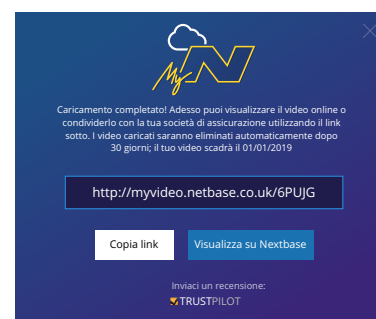 My N
Caricamento completato! Adesso puoi visualizzare il video online o
condividerlo con la tua società di assicurazione utilizzando il link
sotto. I video caricati saranno eliminati automaticamente dopo
30 giorni; il tuo video scadrà il 01/01/2019
http://myvideo.netbase.co.uk/6PUJG
Copia link Visualizza su Nextbase
Inviaci un recensione:
TRUSTPILOT